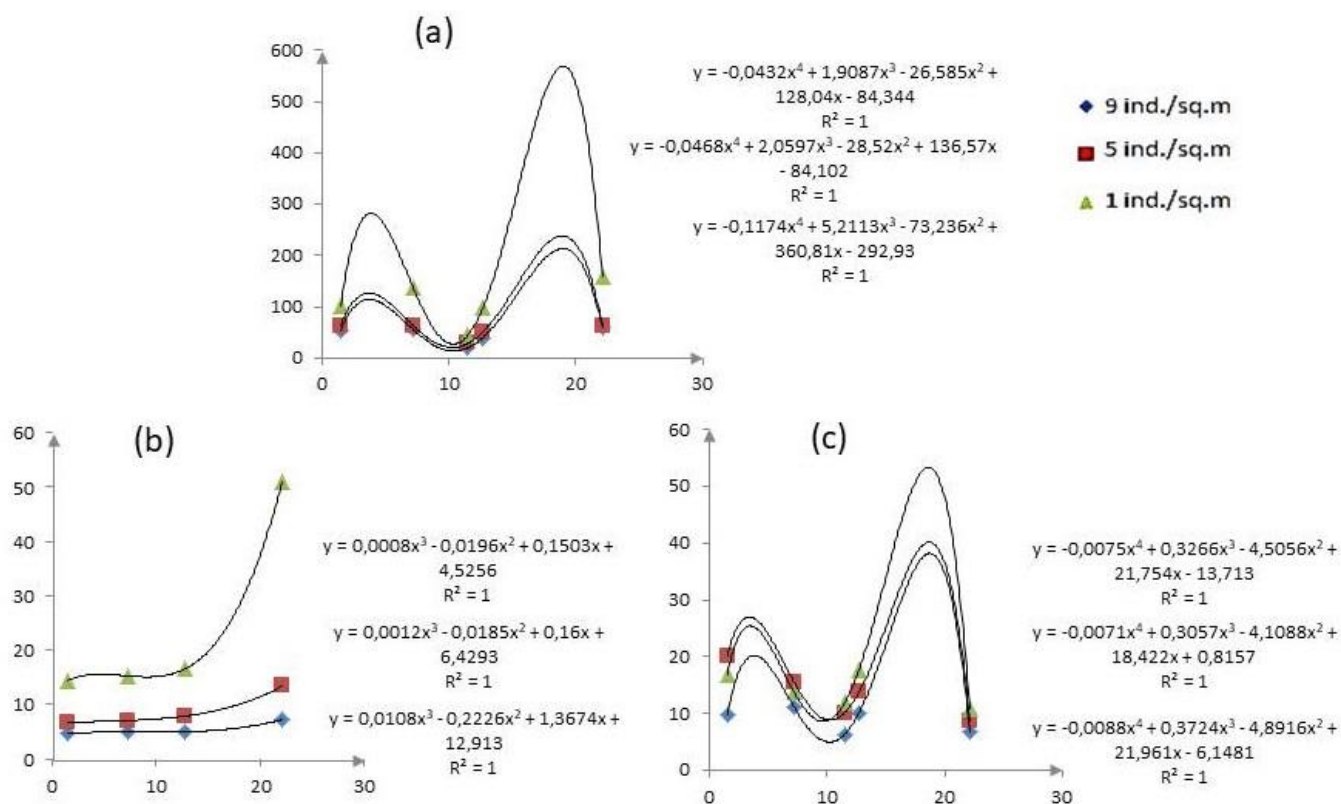 (a)
600
500
400
300
200
100
0
0 10 20 30
y = -0,0432x⁴ + 1,9087x³ - 26,585x² +
128,04x - 84,344
R² = 1
y = -0,0468x⁴ + 2,0597x³ - 28,52x² + 136,57x
- 84,102
R² = 1
y = -0,1174x⁴ + 5,2113x³ - 73,236x² +
360,81x - 292,93
R² = 1
9 ind./sq.m
5 ind./sq.m
1 ind./sq.m
(b)
60
50
40
30
20
10
0
0 10 20 30
y = 0,0008x³ - 0,0196x² + 0,1503x +
4,5256
R² = 1
y = 0,0012x³ - 0,0185x² + 0,16x +
6,4293
R² = 1
y = 0,0108x³ - 0,2226x² + 1,3674x +
12,913
R² = 1
(c)
60
50
40
30
20
10
0
0 10 20 30
y = -0,0075x⁴ + 0,3266x³ - 4,5056x² +
21,754x - 13,713
R² = 1
y = -0,0071x⁴ + 0,3057x³ - 4,1088x² +
18,422x + 0,8157
R² = 1
y = -0,0088x⁴ + 0,3724x³ - 4,8916x² +
21,961x - 6,1481
R² = 1